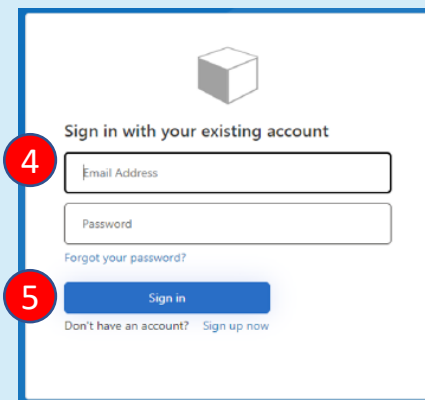 Sign in with your existing account
4
Email Address
Password
Forgot your password?
5
Sign in
Don't have an account? Sign up now